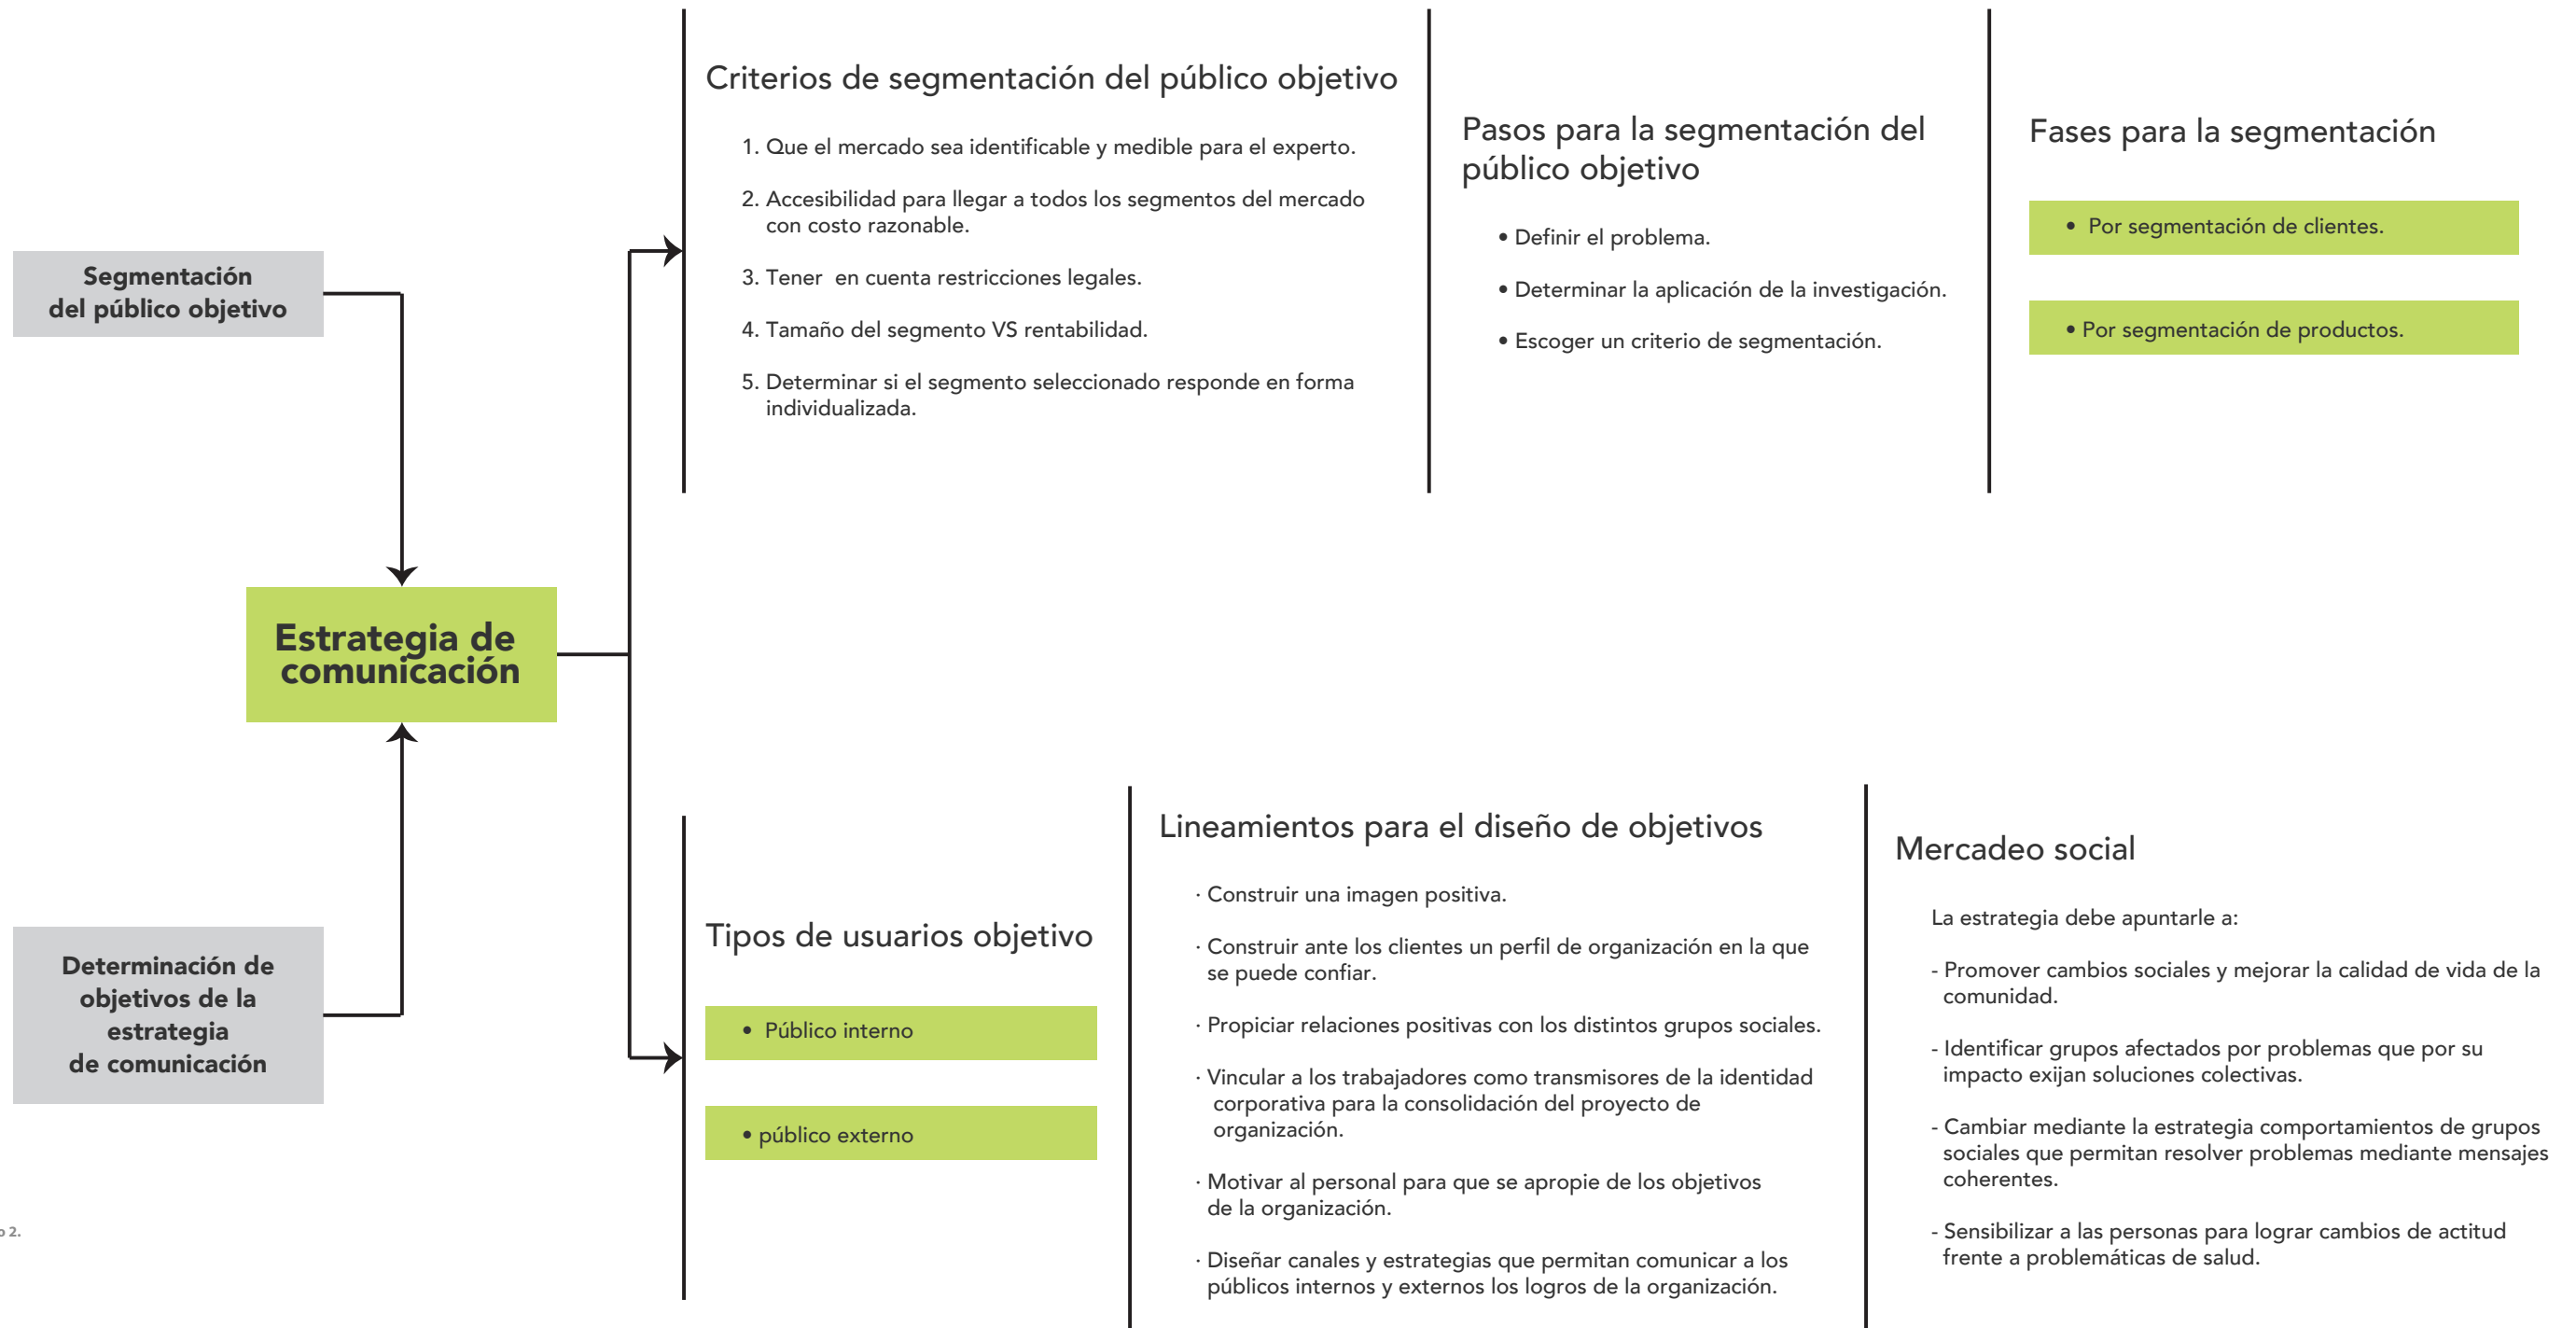 Segmentación
del público objetivo
Estrategia de
comunicación
Determinación de
objetivos de la
estrategia
de comunicación
Criterios de segmentación del público objetivo
1. Que el mercado sea identificable y medible para el experto.
2. Accesibilidad para llegar a todos los segmentos del mercado
con costo razonable.
3. Tener  en cuenta restricciones legales.
4. Tamaño del segmento VS rentabilidad.
5. Determinar si el segmento seleccionado responde en forma
individualizada.
Pasos para la segmentación del
público objetivo
• Definir el problema.
• Determinar la aplicación de la investigación.
• Escoger un criterio de segmentación.
Fases para la segmentación
• Por segmentación de clientes.
• Por segmentación de productos.
Tipos de usuarios objetivo
• Público interno
• público externo
Lineamientos para el diseño de objetivos
· Construir una imagen positiva.
· Construir ante los clientes un perfil de organización en la que
se puede confiar.
· Propiciar relaciones positivas con los distintos grupos sociales.
· Vincular a los trabajadores como transmisores de la identidad
corporativa para la consolidación del proyecto de
organización.
· Motivar al personal para que se apropie de los objetivos
de la organización.
· Diseñar canales y estrategias que permitan comunicar a los
públicos internos y externos los logros de la organización.
Mercadeo social
La estrategia debe apuntarle a:
- Promover cambios sociales y mejorar la calidad de vida de la
comunidad.
- Identificar grupos afectados por problemas que por su
impacto exijan soluciones colectivas.
- Cambiar mediante la estrategia comportamientos de grupos
sociales que permitan resolver problemas mediante mensajes
coherentes.
- Sensibilizar a las personas para lograr cambios de actitud
frente a problemáticas de salud.
2.